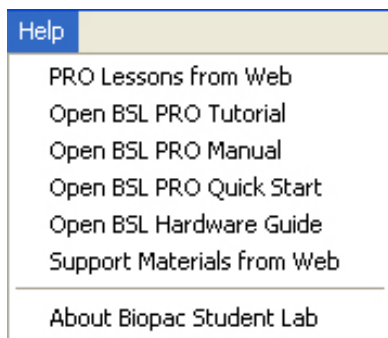 Help
PRO Lessons from Web
Open BSL PRO Tutorial
Open BSL PRO Manual
Open BSL PRO Quick Start
Open BSL Hardware Guide
Support Materials from Web
About Biopac Student Lab